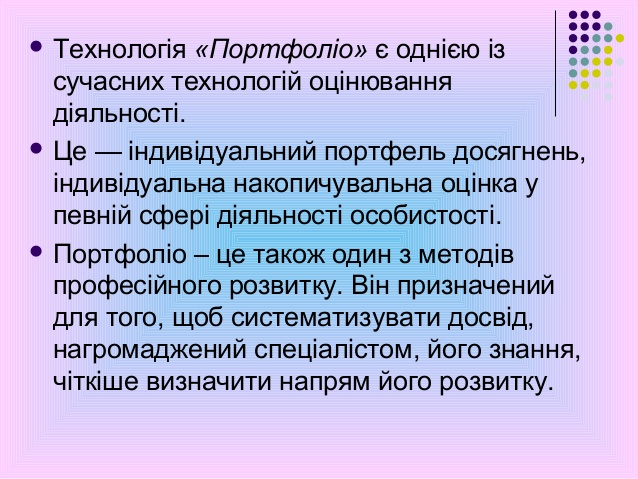 Технологія «Портфоліо» є однією із
сучасних технологій оцінювання
діяльності.
Це — індивідуальний портфель досягнень,
індивідуальна накопичувальна оцінка у
певній сфері діяльності особистості.
Портфоліо – це також один з методів
професійного розвитку. Він призначений
для того, щоб систематизувати досвід,
нагромаджений спеціалістом, його знання,
чіткіше визначити напрям його розвитку.